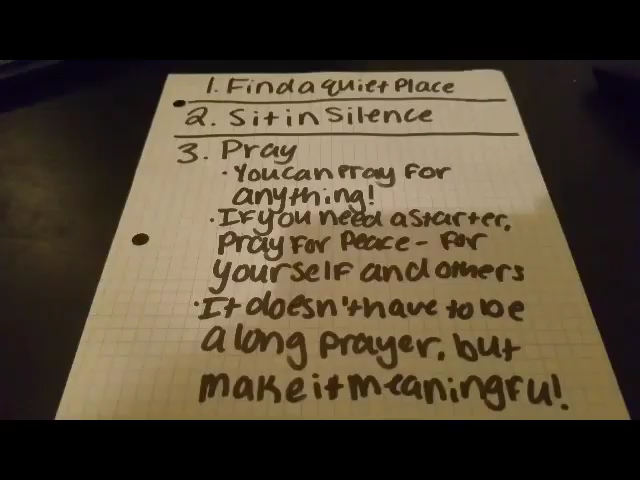 1. Find a quiet Place
2. Sit in Silence
3. Pray
• You can Pray for
anything!
• If you need a starter,
Pray for Peace - for
yourself and others
• It doesn't have to be
a long prayer, but
make it meaningful!